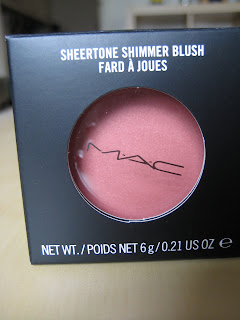 SHEERTONE SHIMMER BLUSH
FARD À JOUES
MAC
NET WT. / POIDS NET 6 g / 0.21 US OZ ℮